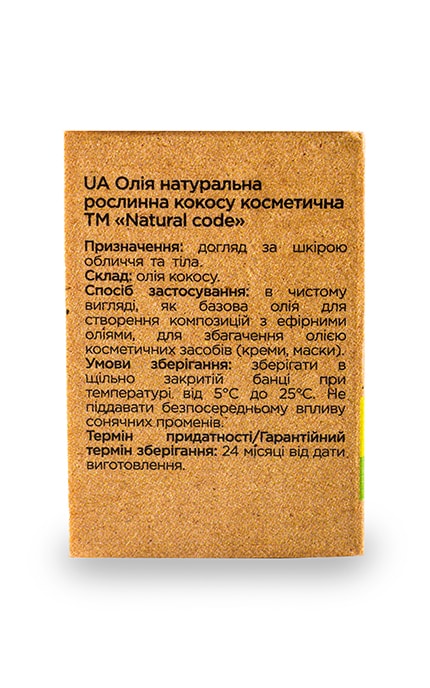 UA Олія натуральна
рослинна кокосу косметична
ТМ «Natural code»
Призначення: догляд за шкірою
обличчя та тіла.
Склад: олія кокосу.
Спосіб застосування: в чистому
вигляді, як базова олія для
створення композицій з ефірними
оліями, для збагачення олією
косметичних засобів (креми, маски).
Умови зберігання: зберігати в
щільно закритій банці при
температурі від 5°С до 25°С. Не
піддавати безпосередньому впливу
сонячних променів.
Термін придатності/Гарантійний
термін зберігання: 24 місяці від дати
виготовлення.